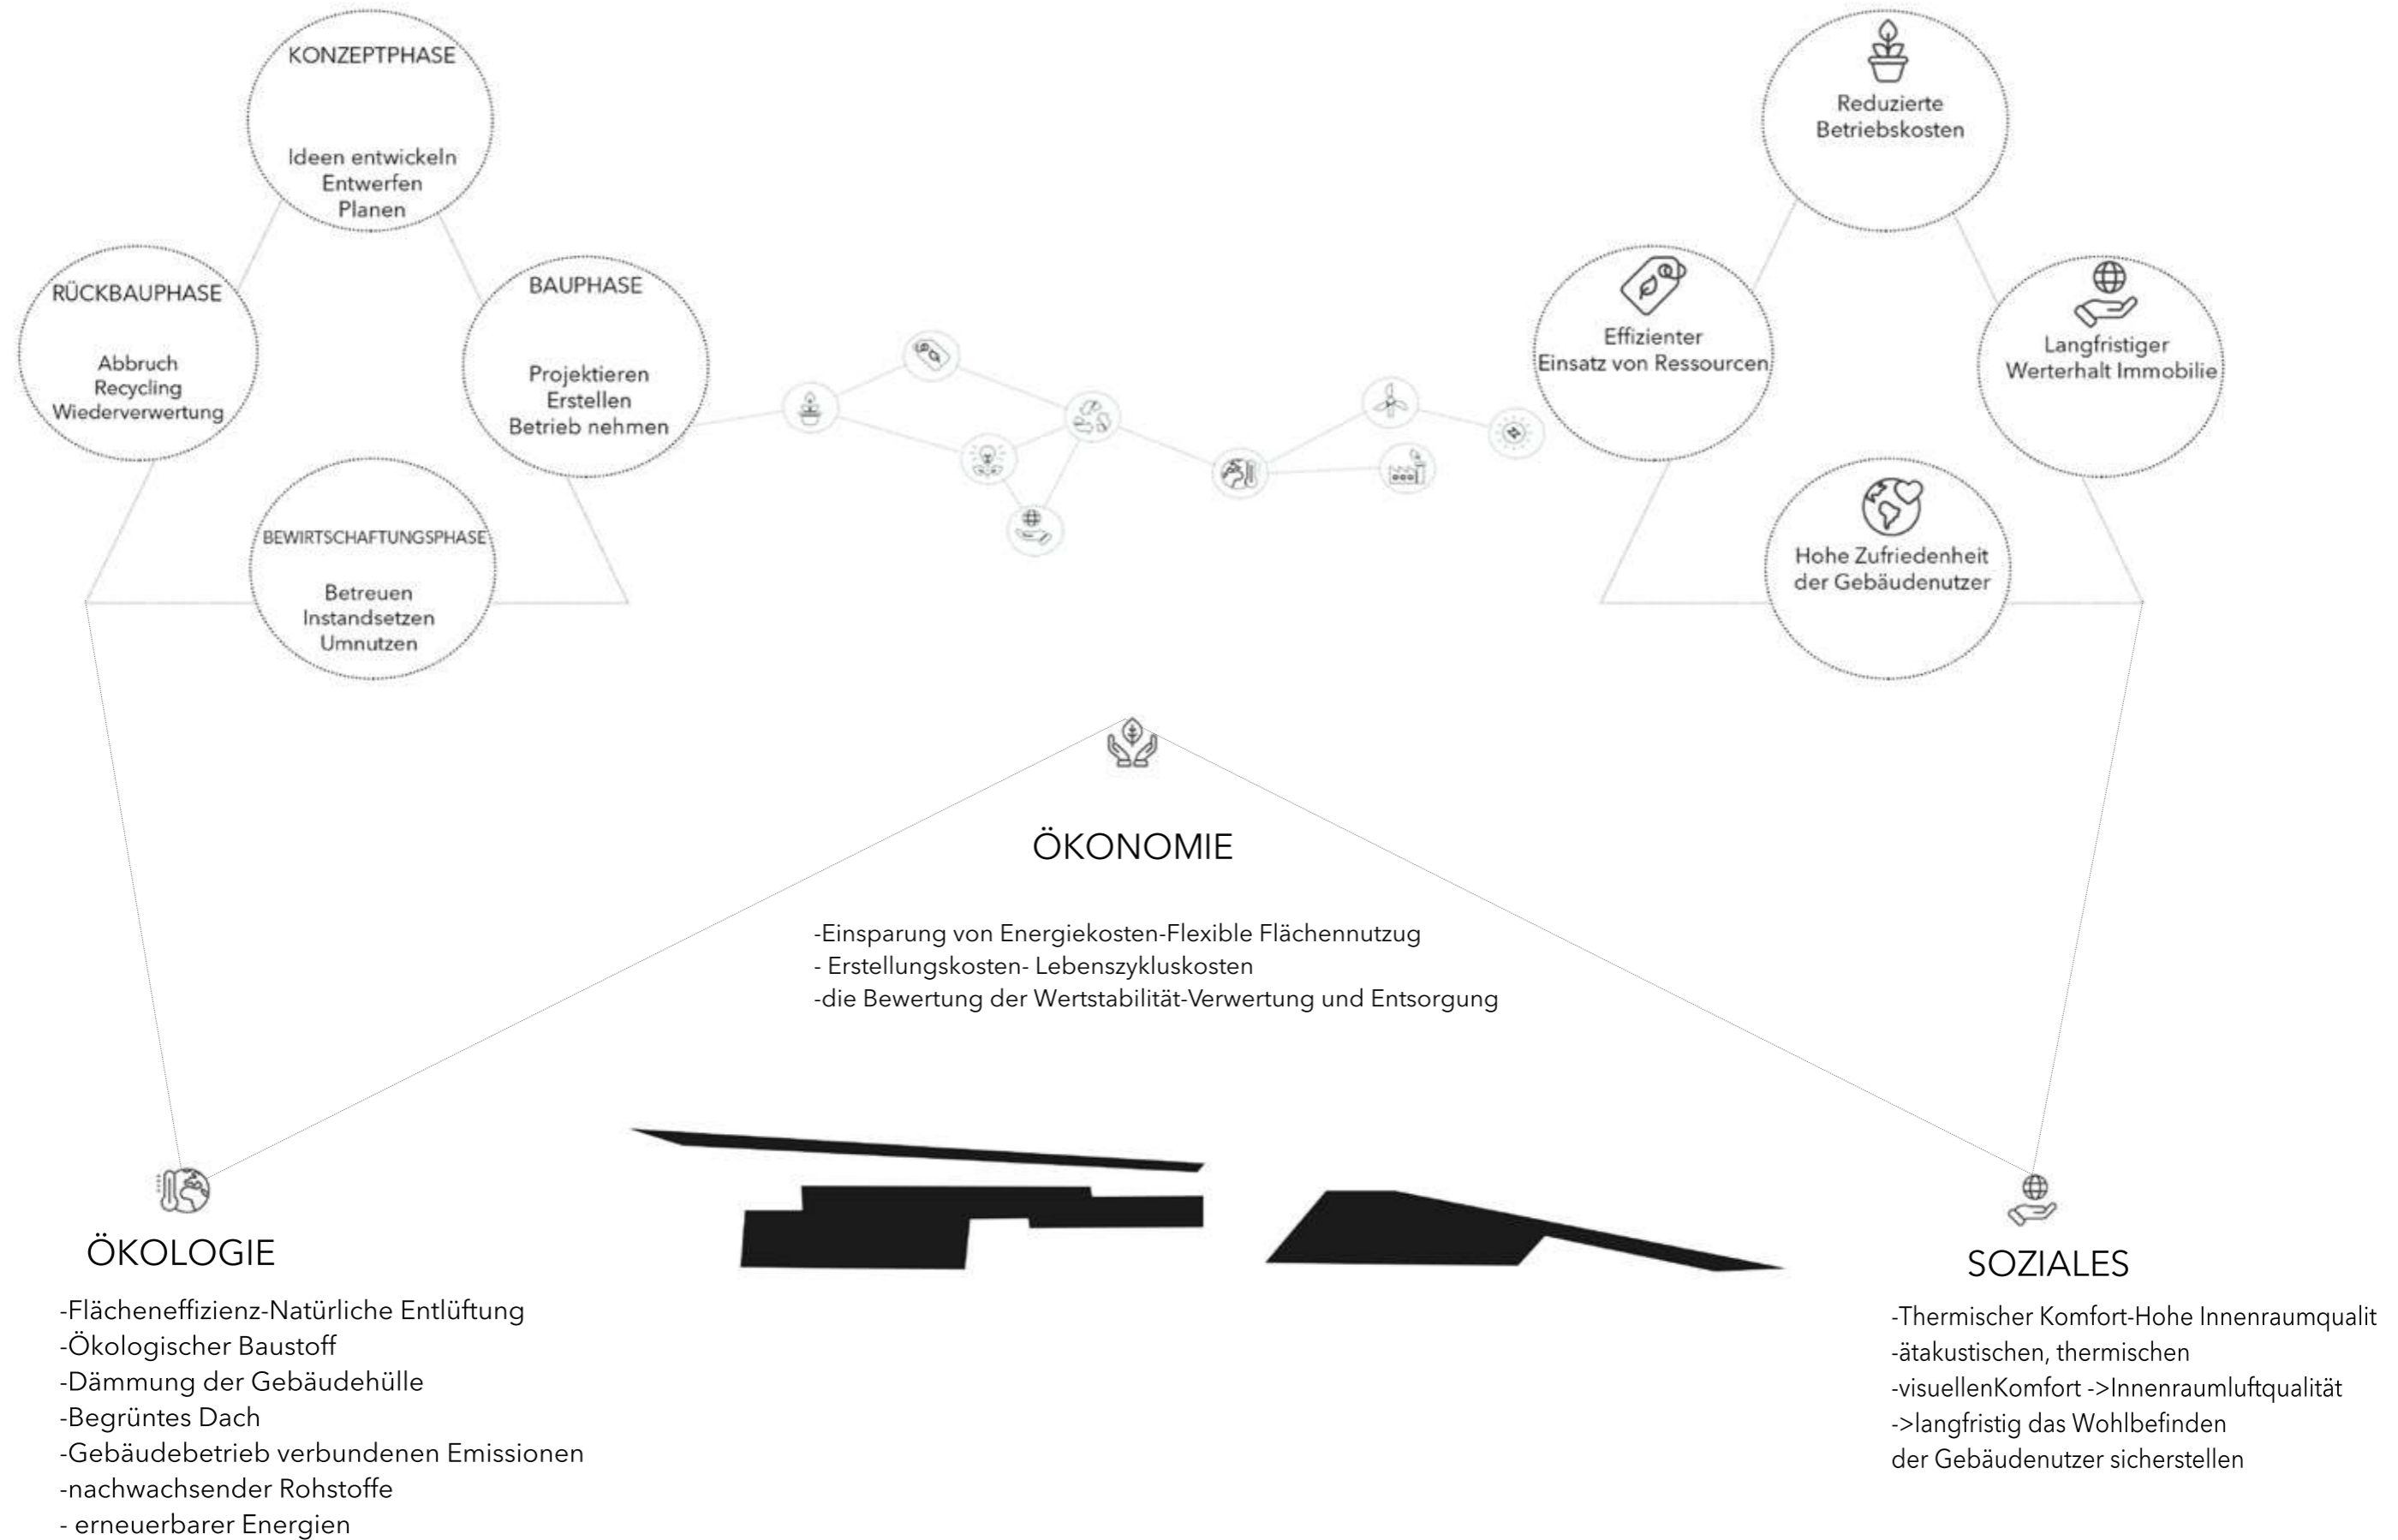 KONZEPTPHASE
Ideen entwickeln
Entwerfen
Planen
RÜCKBAUPHASE
Abbruch
Recycling
Wiederverwertung
BAUPHASE
Projektieren
Erstellen
Betrieb nehmen
BEWIRTSCHAFTUNGSPHASE
Betreuen
Instandsetzen
Umnutzen
Reduzierte
Betriebskosten
Effizienter
Einsatz von Ressourcen
Langfristiger
Werterhalt Immobilie
Hohe Zufriedenheit
der Gebäudenutzer
ÖKONOMIE
-Einsparung von Energiekosten-Flexible Flächennutzug
- Erstellungskosten- Lebenszykluskosten
-die Bewertung der Wertstabilität-Verwertung und Entsorgung
ÖKOLOGIE
-Flächeneffizienz-Natürliche Entlüftung
-Ökologischer Baustoff
-Dämmung der Gebäudehülle
-Begrüntes Dach
-Gebäudebetrieb verbundenen Emissionen
-nachwachsender Rohstoffe
- erneuerbarer Energien
SOZIALES
-Thermischer Komfort-Hohe Innenraumqualit
-ätakustischen, thermischen
-visuellenKomfort ->Innenraumluftqualität
->langfristig das Wohlbefinden
der Gebäudenutzer sicherstellen